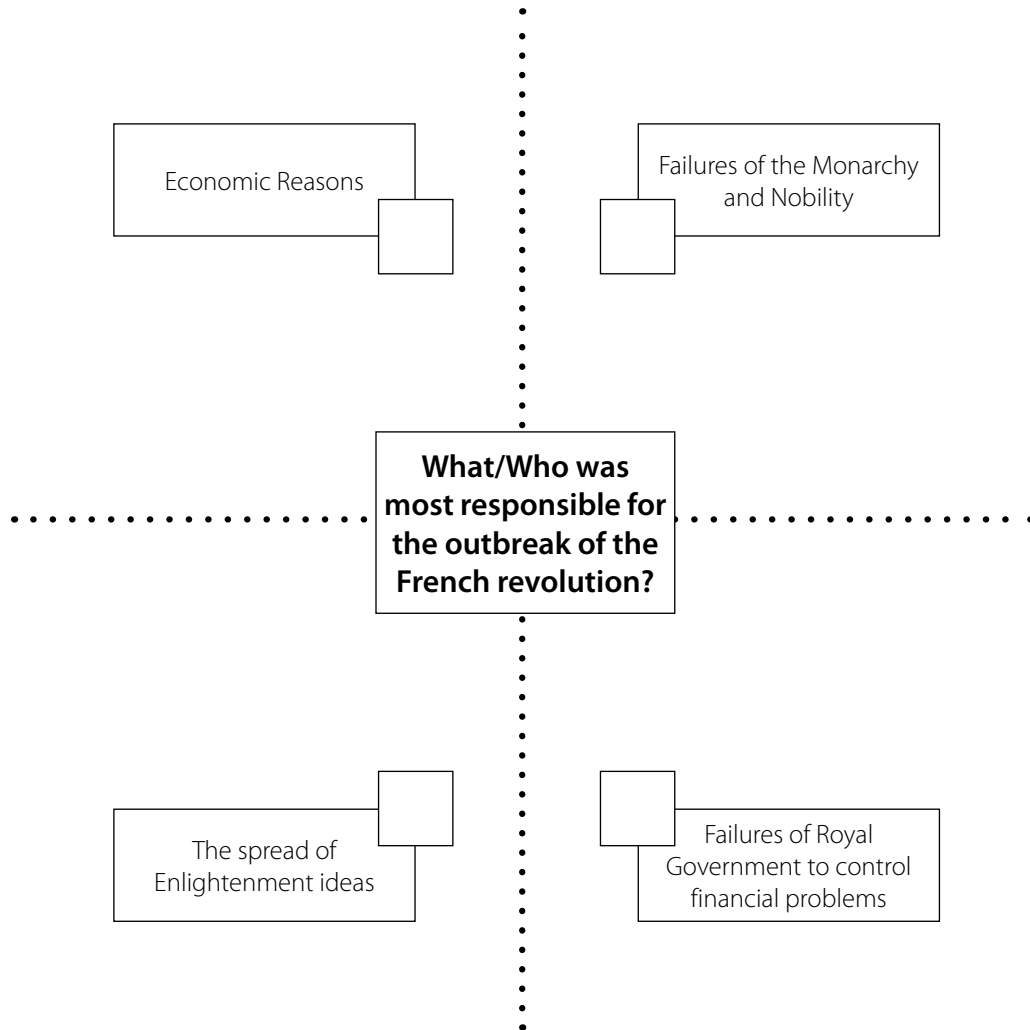 Economic Reasons
Failures of the Monarchy
and Nobility
What/Who was
most responsible for
the outbreak of the
French revolution?
The spread of
Enlightenment ideas
Failures of Royal
Government to control
financial problems